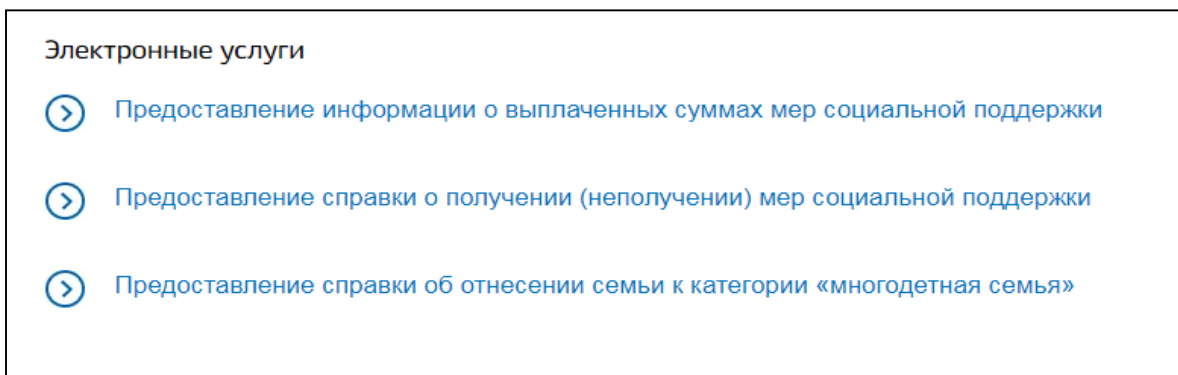 Электронные услуги
Предоставление информации о выплаченных суммах мер социальной поддержки
Предоставление справки о получении (неполучении) мер социальной поддержки
Предоставление справки об отнесении семьи к категории «многодетная семья»